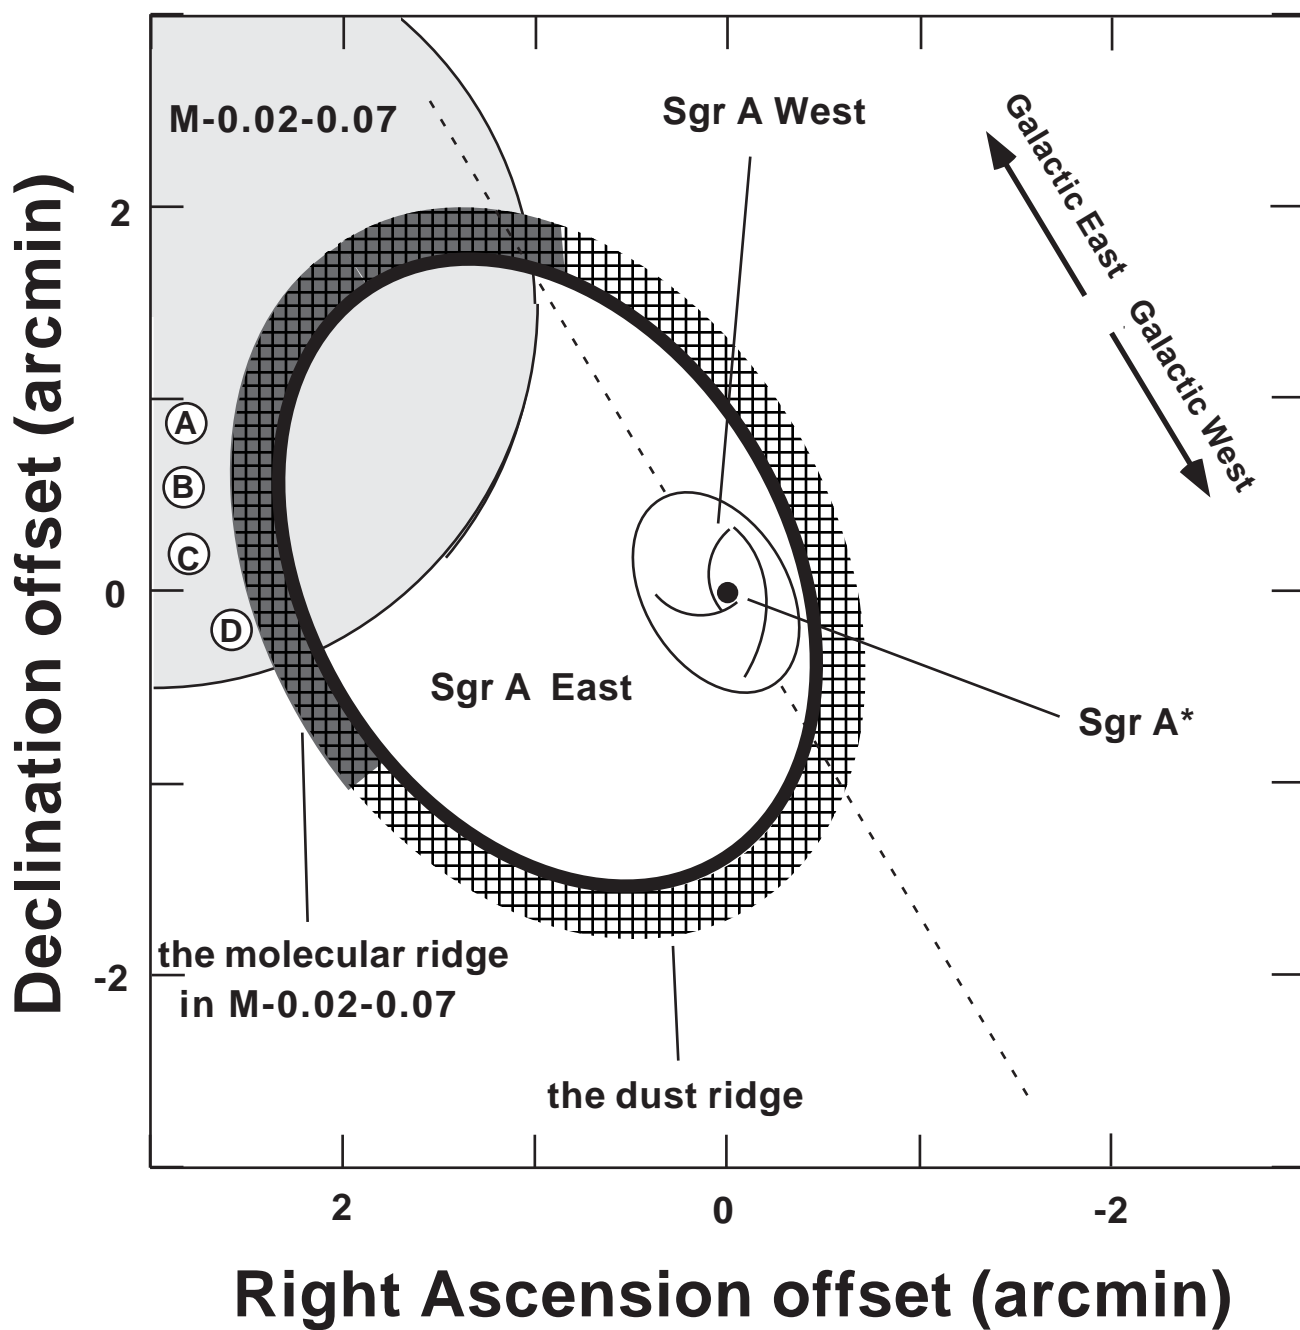 M-0.02-0.07
Sgr A West
Galactic East
Galactic West
2
0
-2
A
B
C
D
Sgr A East
Sgr A*
the molecular ridge
in M-0.02-0.07
the dust ridge
2
0
-2
Declination offset (arcmin)
Right Ascension offset (arcmin)